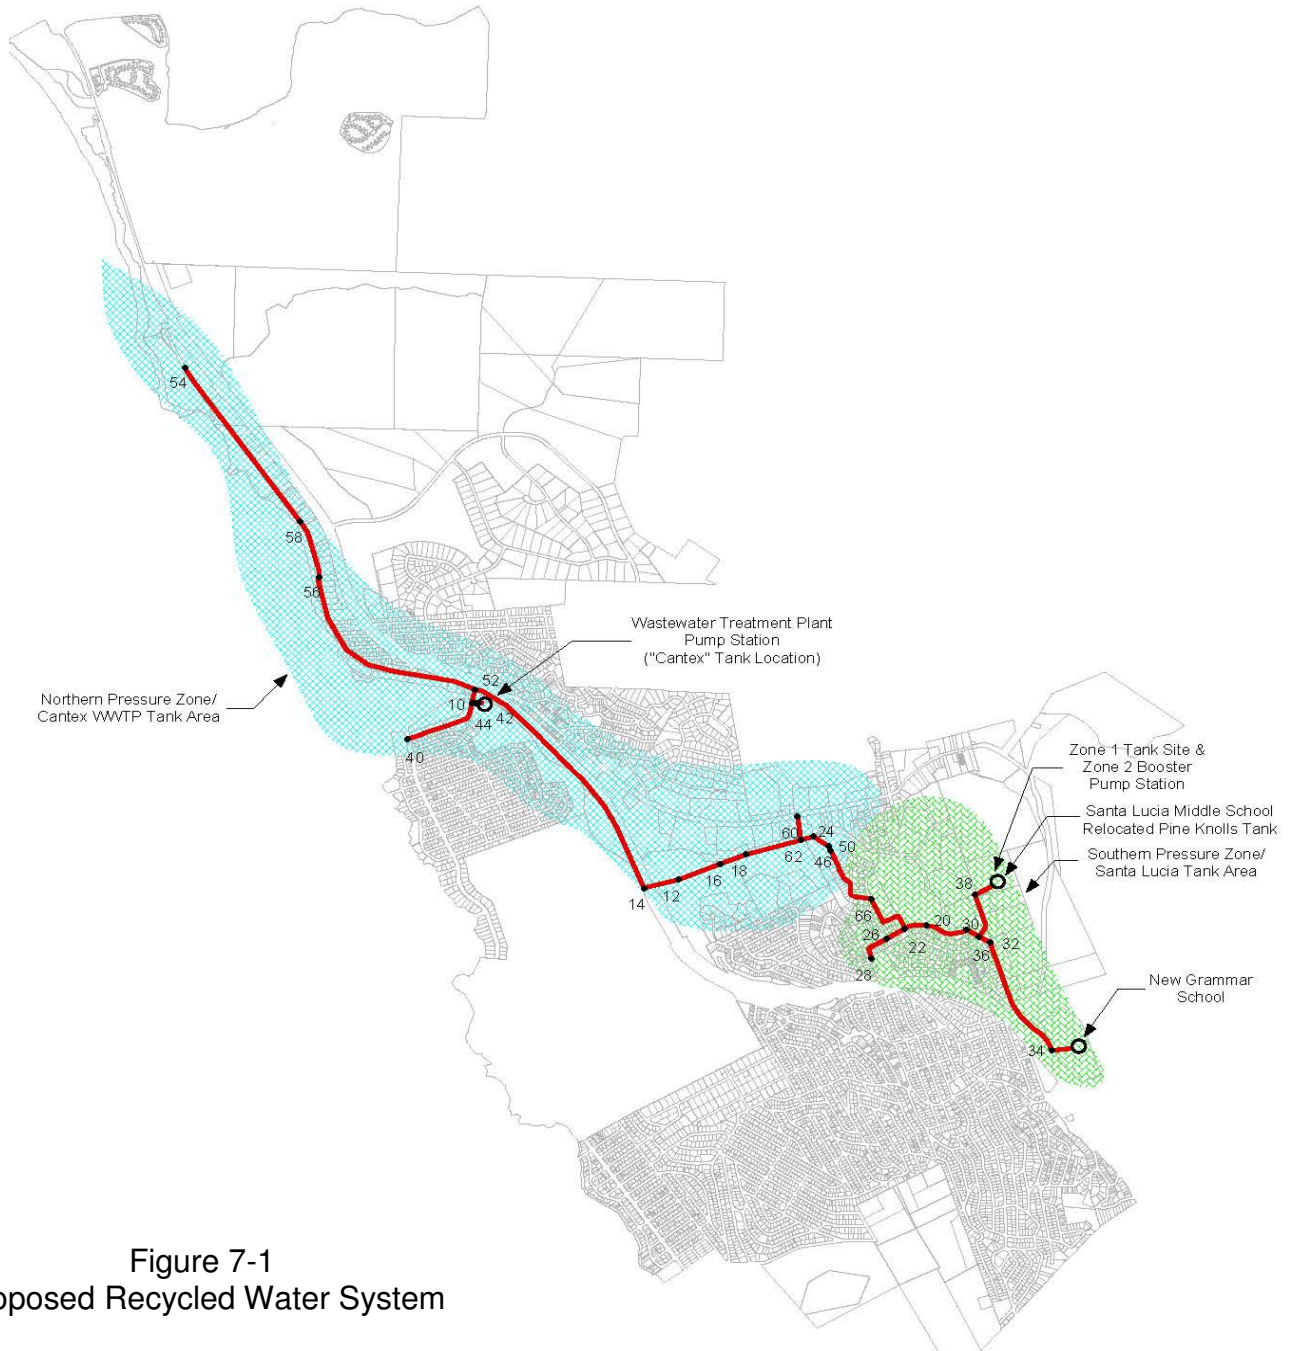 54
58
56
Wastewater Treatment Plant
Pump Station
("Cantex" Tank Location)
52
Northern Pressure Zone/
Cantex WWTP Tank Area
10
44
42
40
Zone 1 Tank Site &
Zone 2 Booster
Pump Station
Santa Lucia Middle School
Relocated Pine Knolls Tank
Southern Pressure Zone/
Santa Lucia Tank Area
60
24
62
46
50
18
16
12
14
38
66
20
30
26
22
36
32
28
New Grammar
School
34
Figure 7-1
oposed Recycled Water System